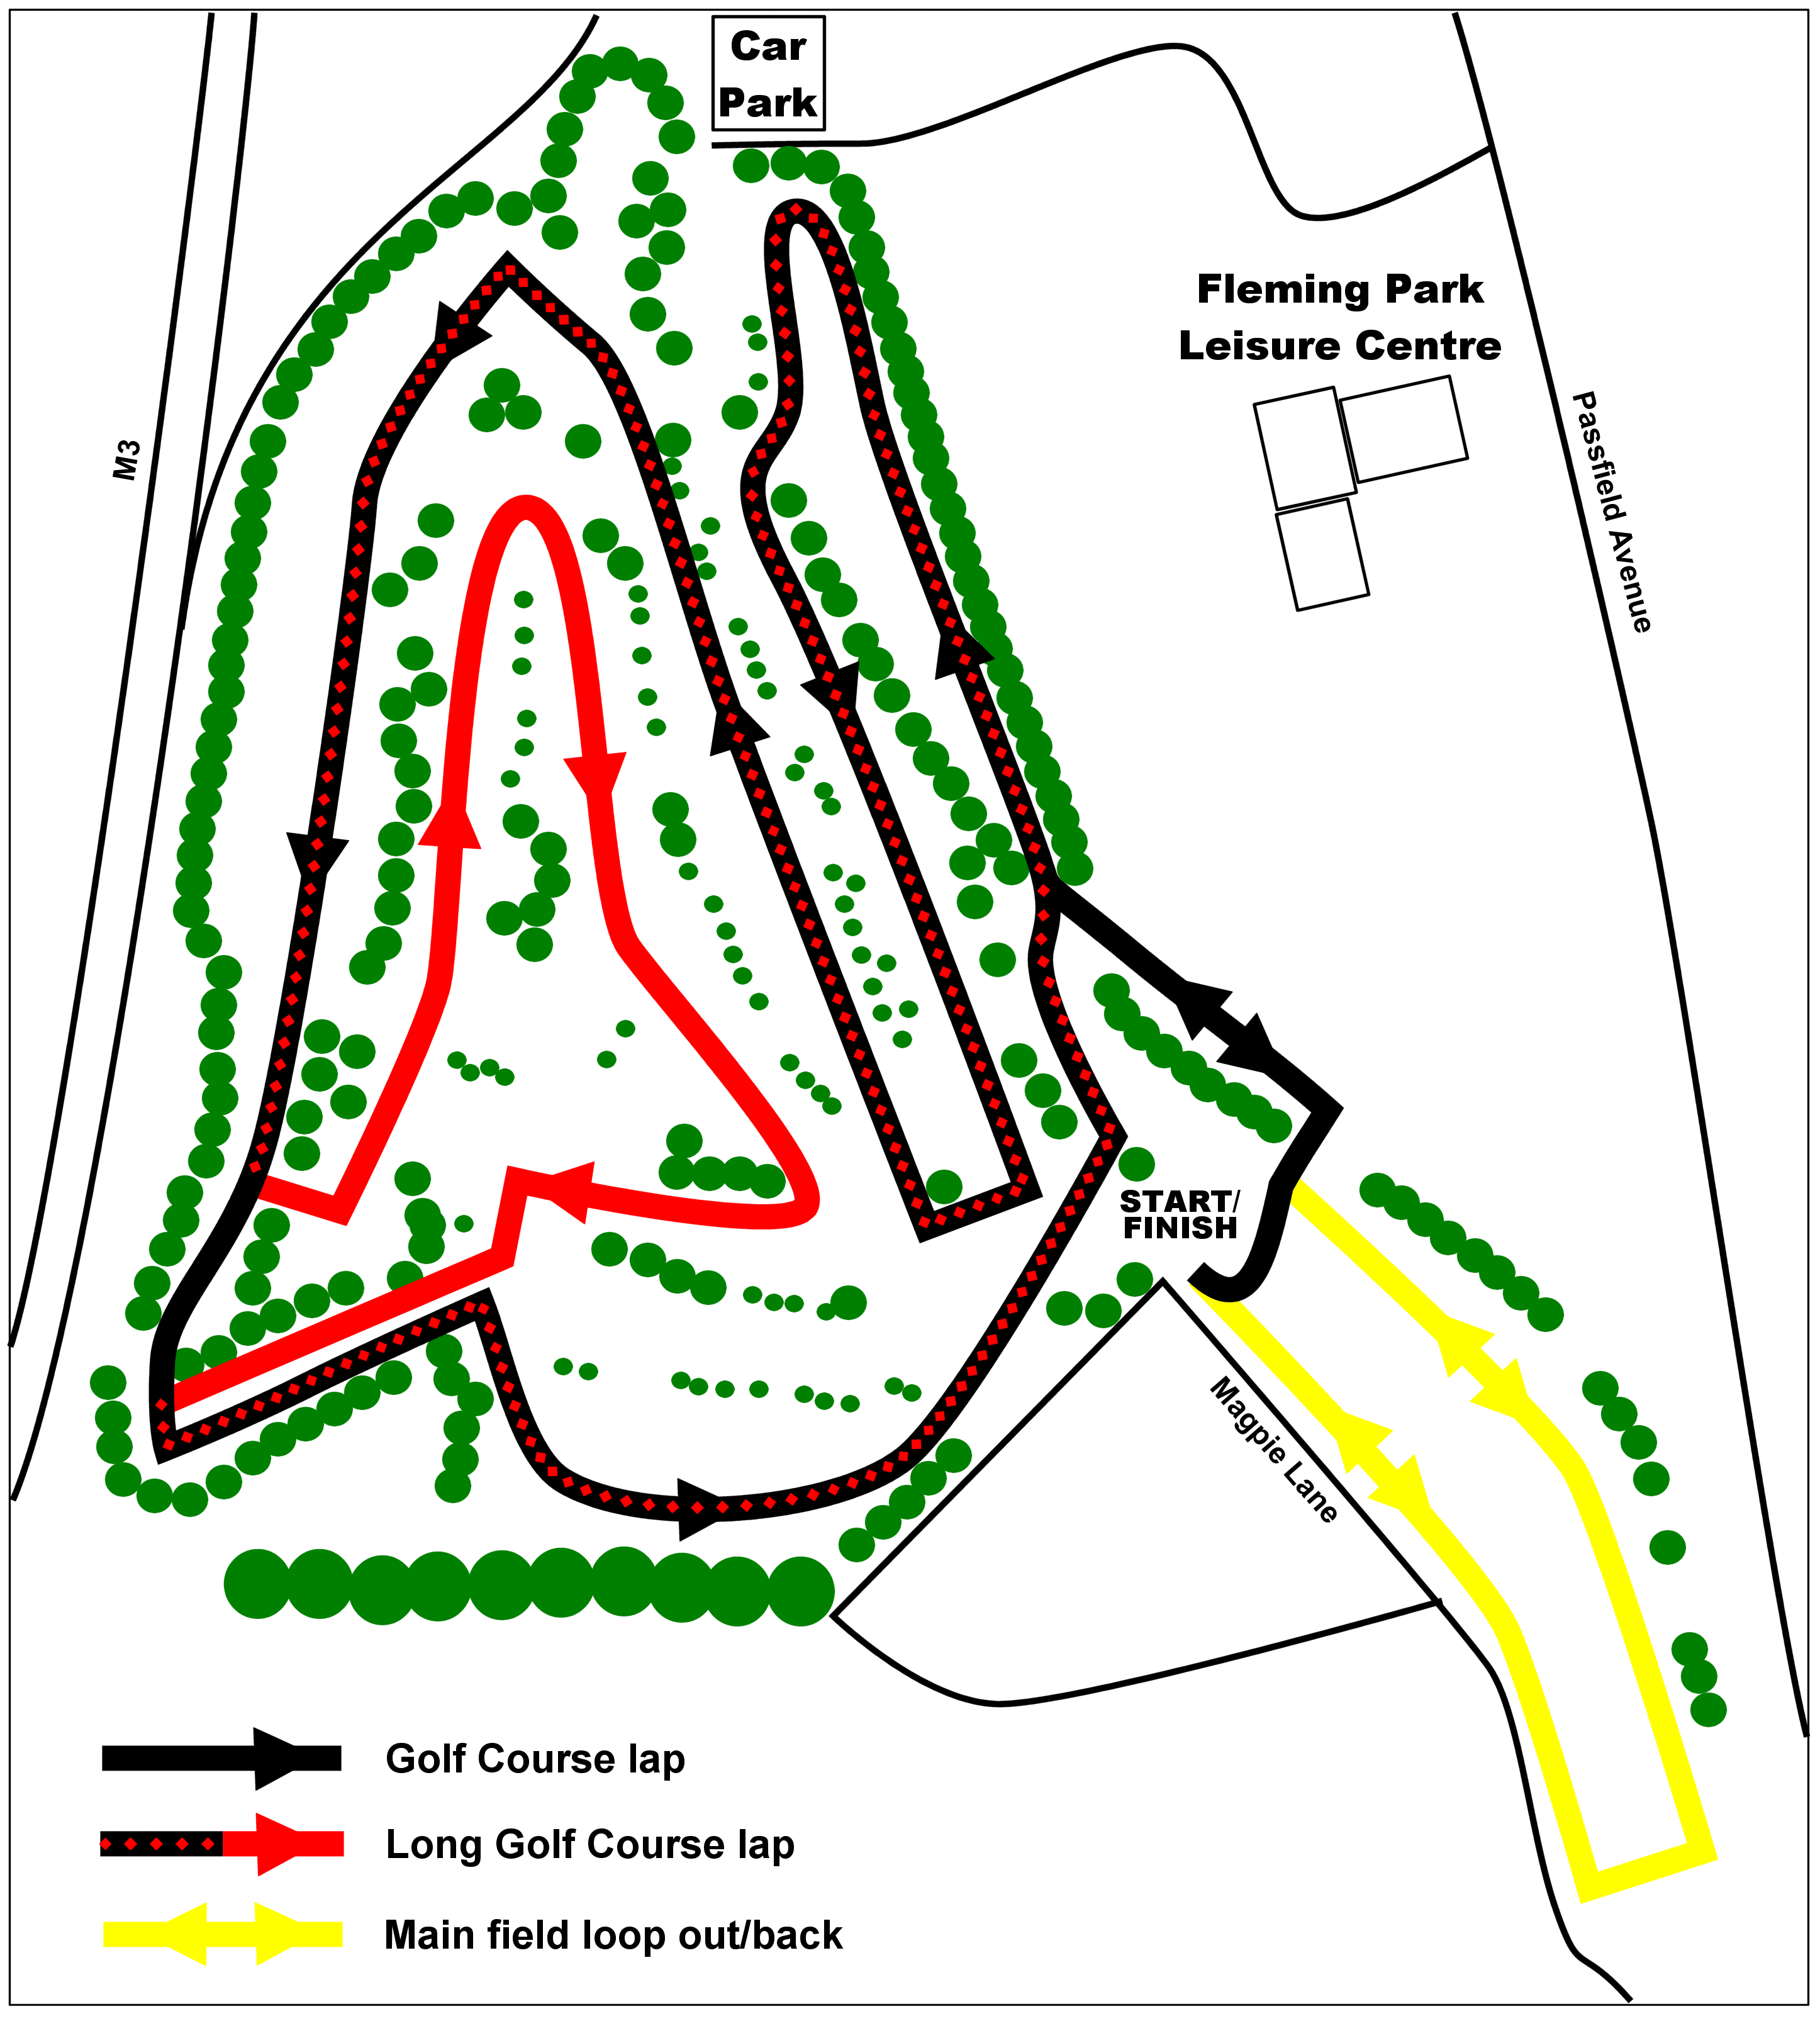 Car
Park
Fleming Park
Leisure Centre
M3
Passfield Avenue
START/
FINISH
Magpie Lane
Golf Course lap
Long Golf Course lap
Main field loop out/back